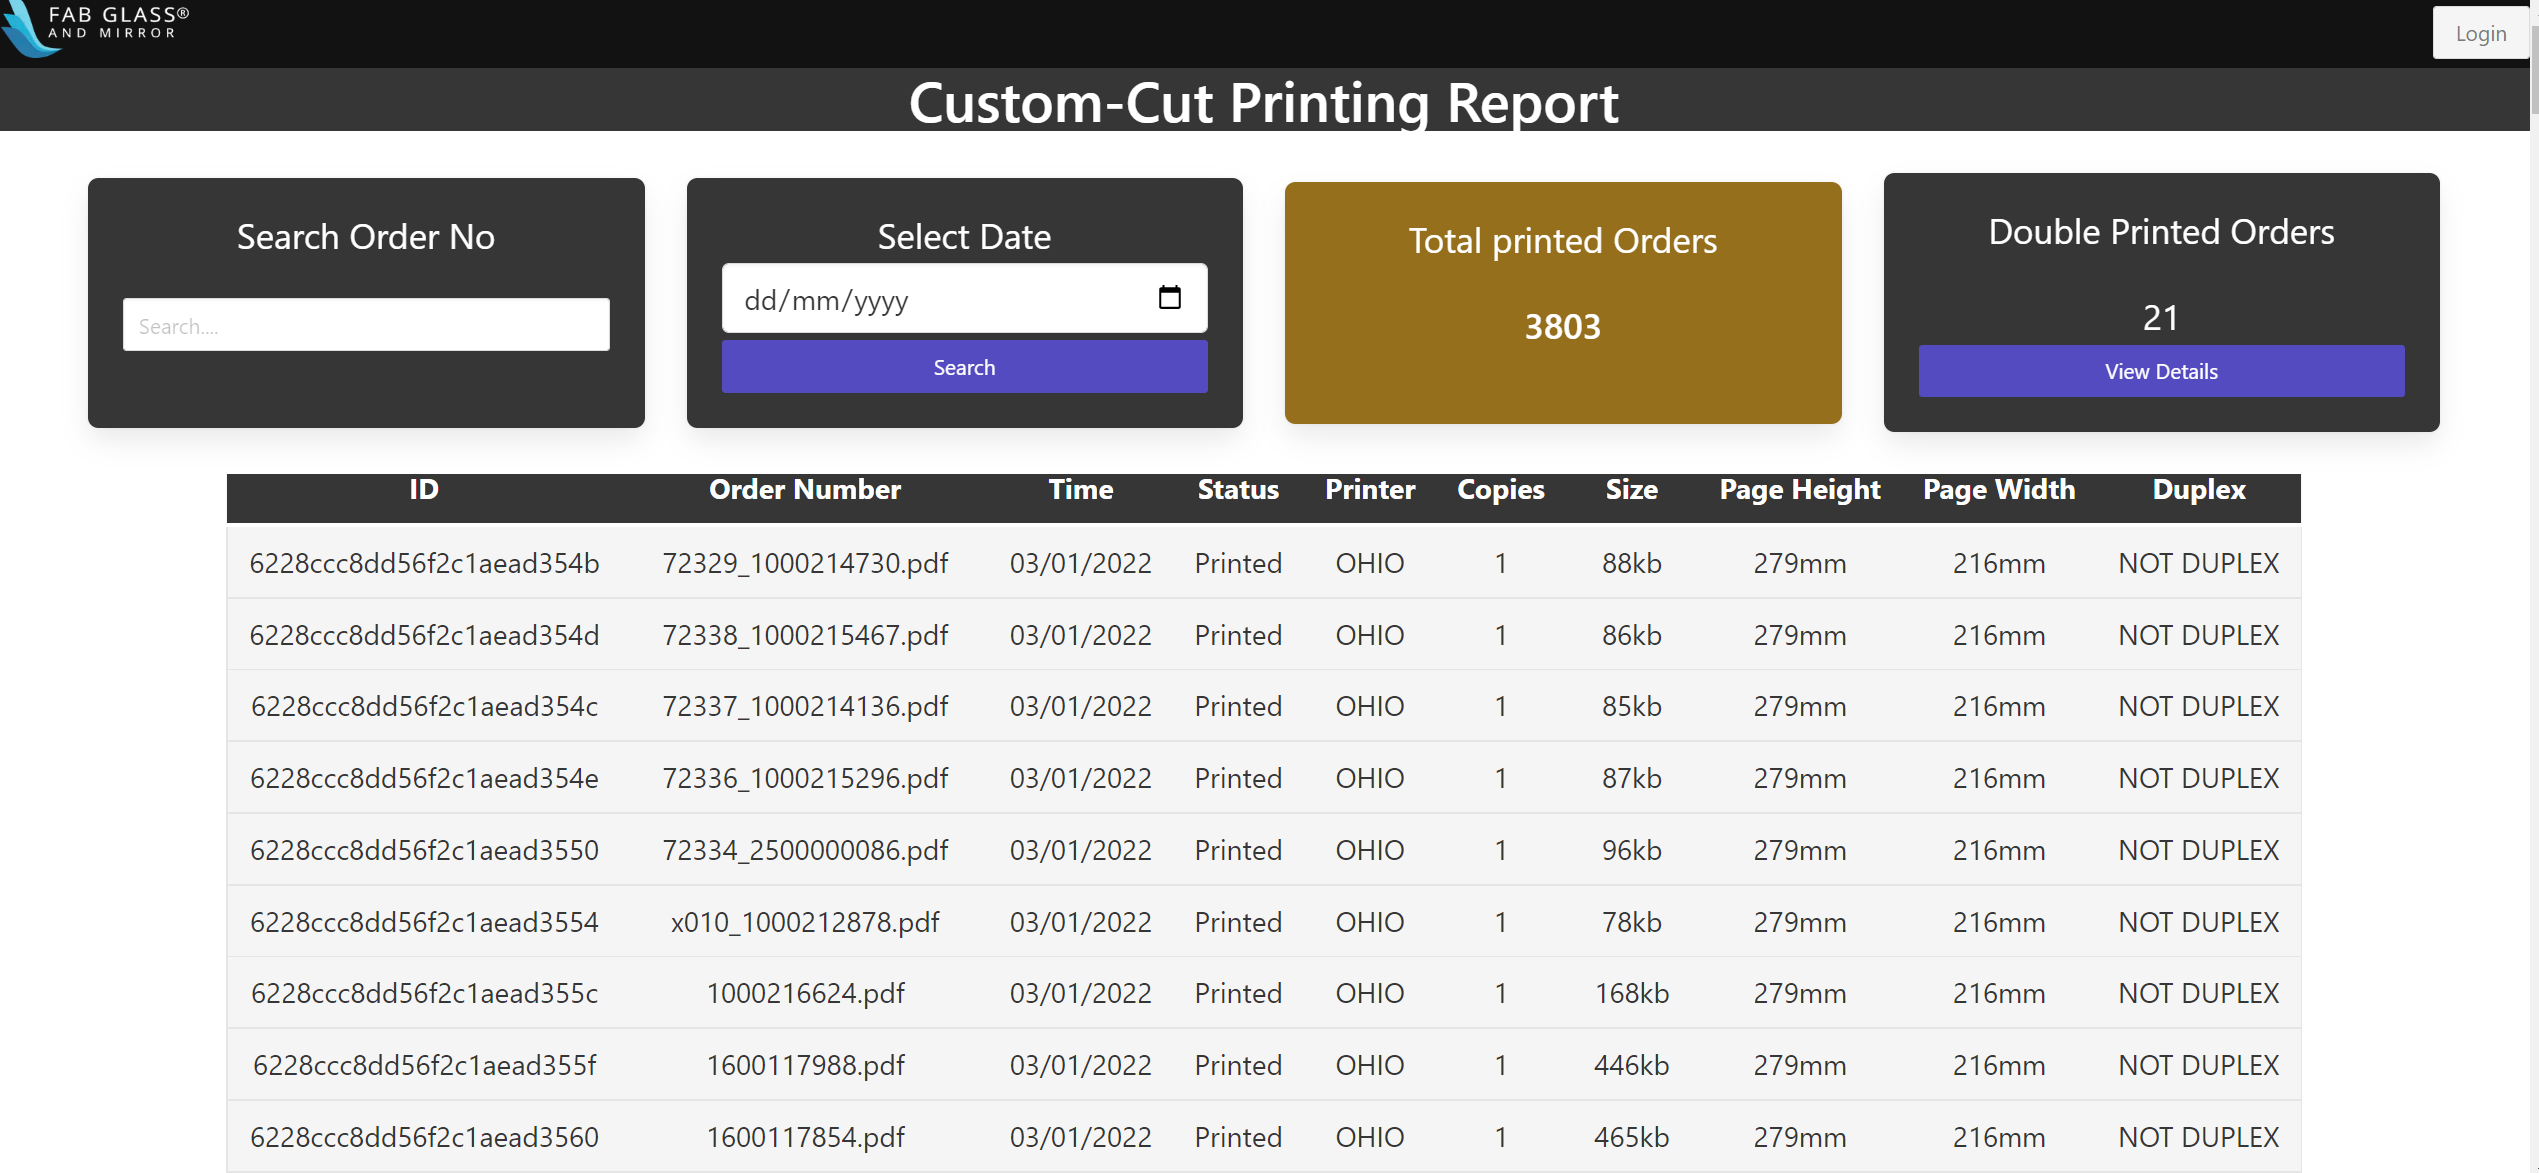 FAB GLASS®
AND MIRROR
Login
Custom-Cut Printing Report
Search Order No
Search....
Select Date
dd/mm/yyyy
Search
Total printed Orders
3803
Double Printed Orders
21
View Details
ID Order Number Time Status Printer Copies Size Page Height Page Width Duplex
6228ccc8dd56f2c1aead354b 72329_1000214730.pdf 03/01/2022 Printed OHIO 1 88kb 279mm 216mm NOT DUPLEX
6228ccc8dd56f2c1aead354d 72338_1000215467.pdf 03/01/2022 Printed OHIO 1 86kb 279mm 216mm NOT DUPLEX
6228ccc8dd56f2c1aead354c 72337_1000214136.pdf 03/01/2022 Printed OHIO 1 85kb 279mm 216mm NOT DUPLEX
6228ccc8dd56f2c1aead354e 72336_1000215296.pdf 03/01/2022 Printed OHIO 1 87kb 279mm 216mm NOT DUPLEX
6228ccc8dd56f2c1aead3550 72334_2500000086.pdf 03/01/2022 Printed OHIO 1 96kb 279mm 216mm NOT DUPLEX
6228ccc8dd56f2c1aead3554 x010_1000212878.pdf 03/01/2022 Printed OHIO 1 78kb 279mm 216mm NOT DUPLEX
6228ccc8dd56f2c1aead355c 1000216624.pdf 03/01/2022 Printed OHIO 1 168kb 279mm 216mm NOT DUPLEX
6228ccc8dd56f2c1aead355f 1600117988.pdf 03/01/2022 Printed OHIO 1 446kb 279mm 216mm NOT DUPLEX
6228ccc8dd56f2c1aead3560 1600117854.pdf 03/01/2022 Printed OHIO 1 465kb 279mm 216mm NOT DUPLEX